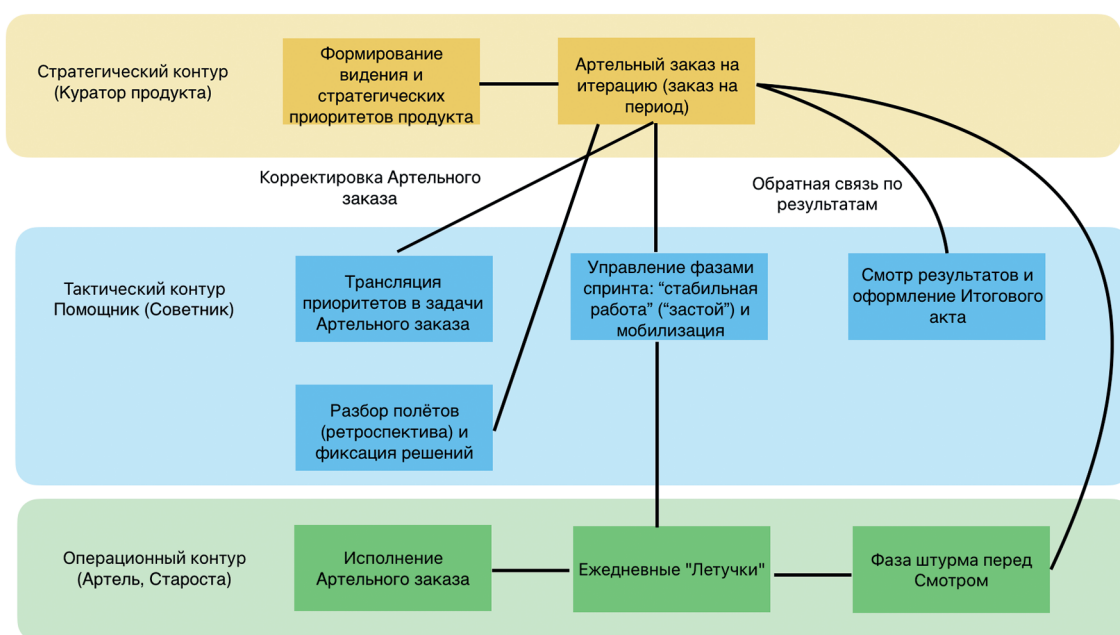 Стратегический контур
(Куратор продукта)
Формирование
видения и
стратегических
приоритетов продукта
Артельный заказ на
итерацию (заказ на
период)
Корректировка Артельного
заказа
Обратная связь по
результатам
Тактический контур
Помощник (Советник)
Трансляция
приоритетов в задачи
Артельного заказа
Управление фазами
спринта: “стабильная
работа” (“застой”) и
мобилизация
Смотр результатов и
оформление Итогового
акта
Разбор полётов
(ретроспектива) и
фиксация решений
Операционный контур
(Артель, Староста)
Исполнение
Артельного заказа
Ежедневные "Летучки"
Фаза штурма перед
Смотром